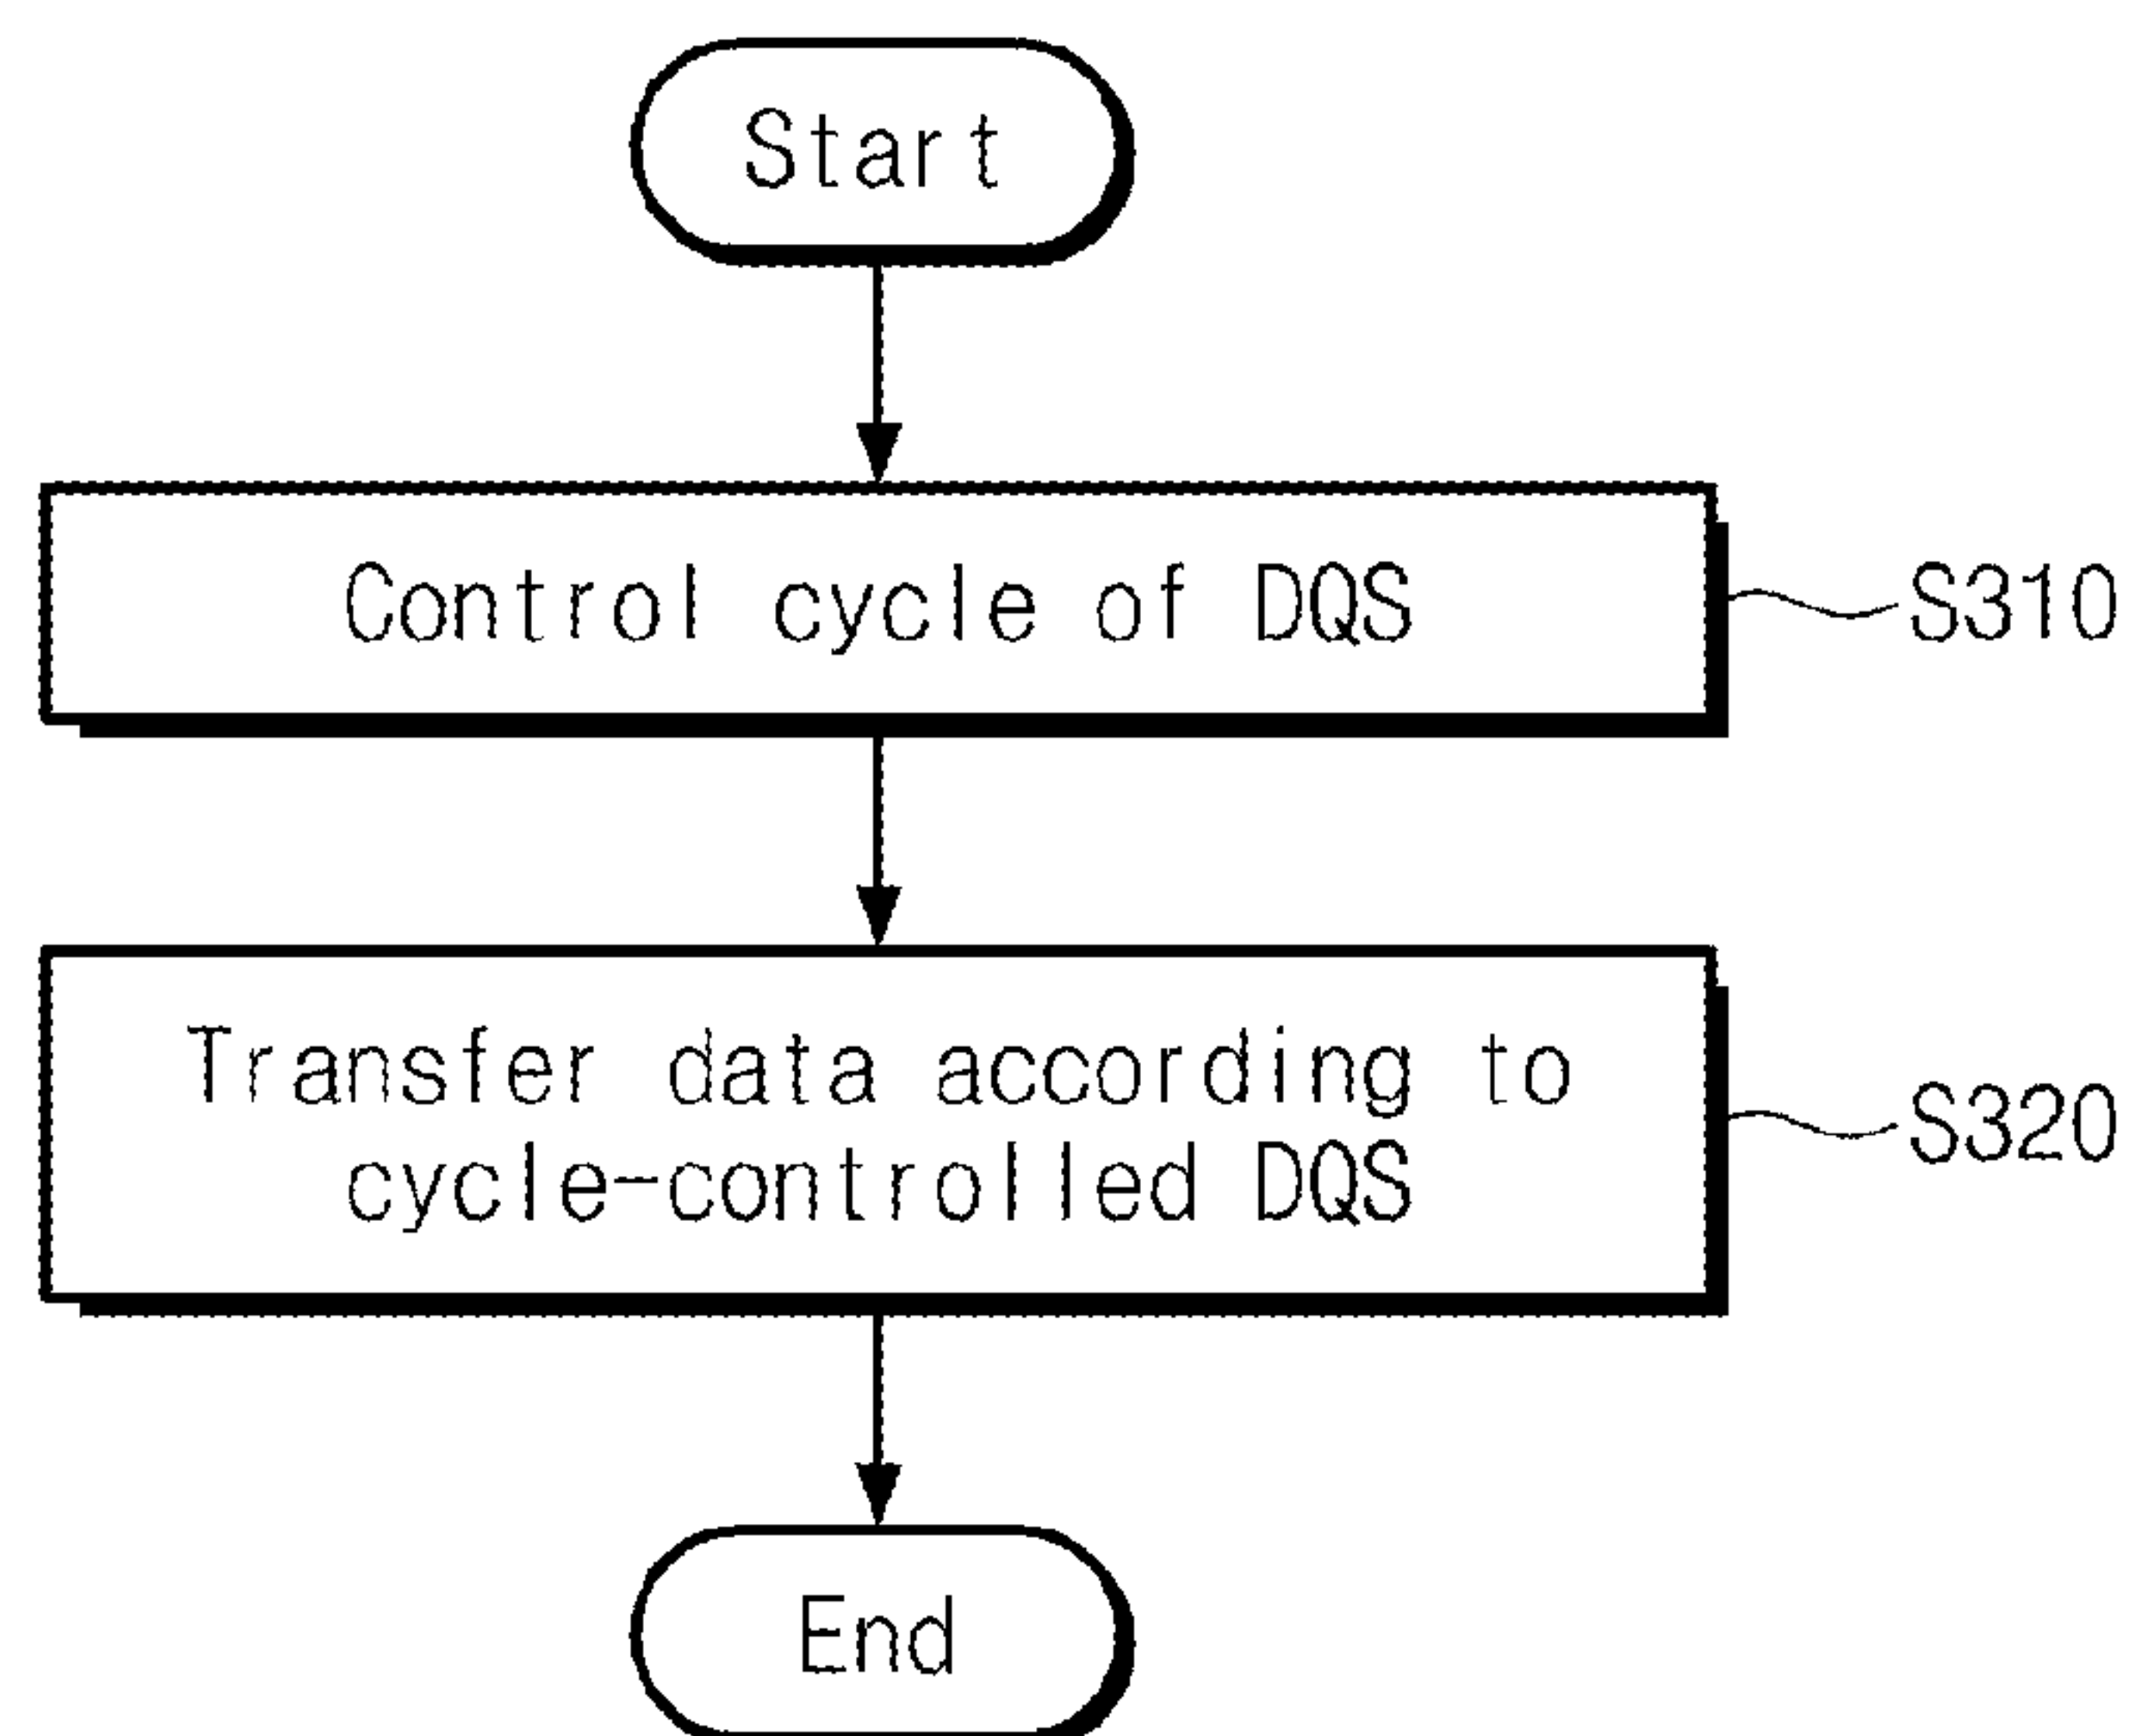 Start
Control cycle of DQS
S310
Transfer data according to
cycle-controlled DQS
S320
End